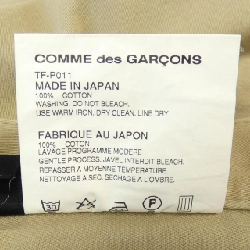 COMME des GARÇONS
TF-P011
MADE IN JAPAN
100% COTTON
WASHING. DO NOT BLEACH.
USE WARM IRON. DRY CLEAN. LINE DRY
FABRIQUE AU JAPON
100% COTON
LAVAGE PROGRAMME MODERE
GENTLE PROCESS. JAVEL INTERDIT BLEACH
REPASSER A MOYENNE TEMPERATURE
NETTOYAGE A SEC. SECHAGE A L'OMBRE.